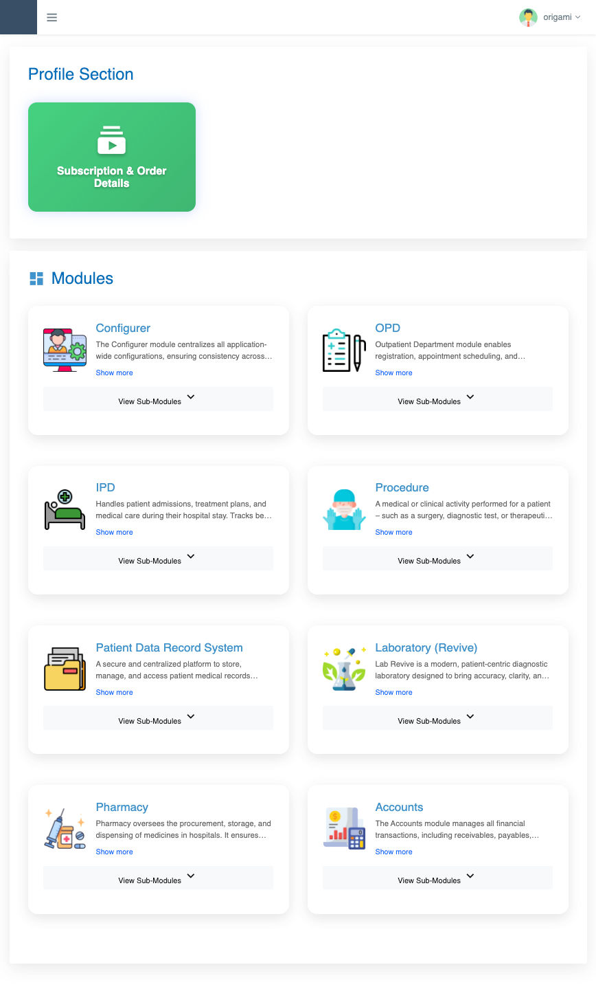 origami
Profile Section
Subscription & Order
Details
Modules
Configurer
The Configurer module centralizes all application-
wide configurations, ensuring consistency across…
Show more
View Sub-Modules
OPD
Outpatient Department module enables
registration, appointment scheduling, and…
Show more
View Sub-Modules
IPD
Handles patient admissions, treatment plans, and
medical care during their hospital stay. Tracks be…
Show more
View Sub-Modules
Procedure
A medical or clinical activity performed for a patient
– such as a surgery, diagnostic test, or therapeuti…
Show more
View Sub-Modules
Patient Data Record System
A secure and centralized platform to store,
manage, and access patient medical records…
Show more
View Sub-Modules
Laboratory (Revive)
Lab Revive is a modern, patient-centric diagnostic
laboratory designed to bring accuracy, clarity, an…
Show more
View Sub-Modules
Pharmacy
Pharmacy oversees the procurement, storage, and
dispensing of medicines in hospitals. It ensures…
Show more
View Sub-Modules
Accounts
The Accounts module manages all financial
transactions, including receivables, payables,…
Show more
View Sub-Modules